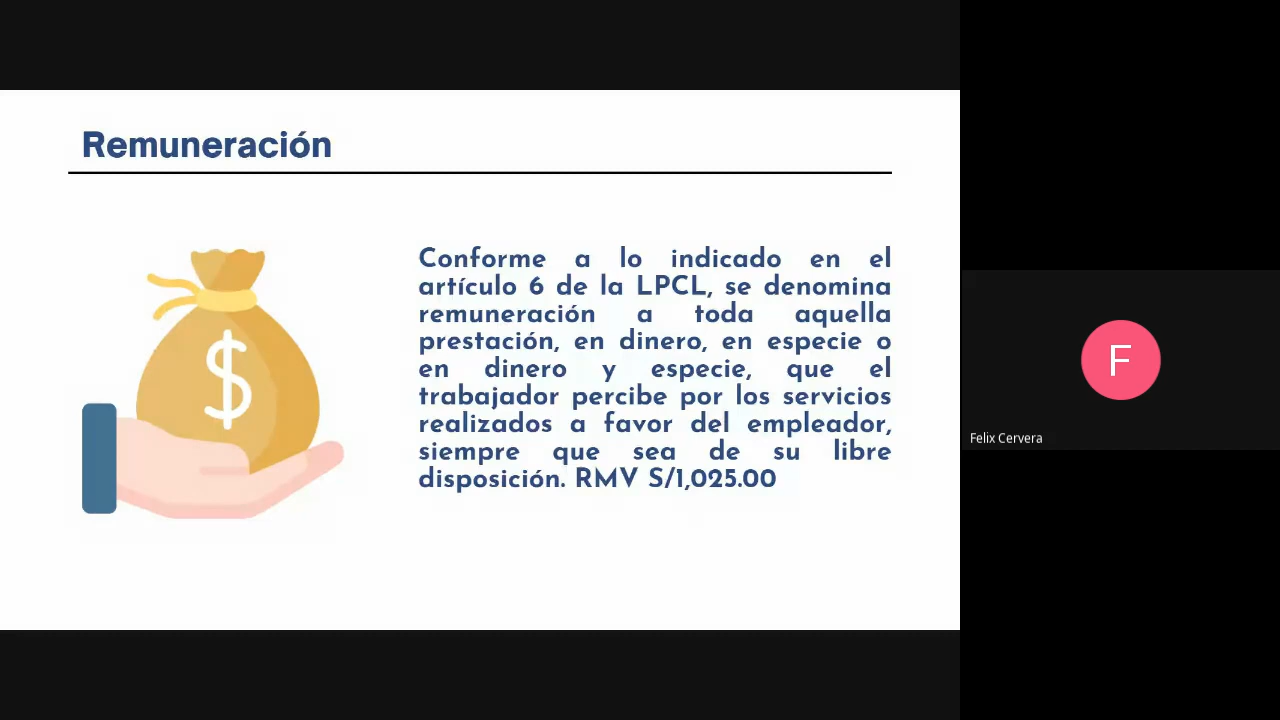 Remuneración
Conforme a lo indicado en el
artículo 6 de la LPCL, se denomina
remuneración a toda aquella
prestación, en dinero, en especie o
en dinero y especie, que el
trabajador percibe por los servicios
realizados a favor del empleador,
siempre que sea de su libre
disposición. RMV S/1,025.00
$
F
Felix Cervera